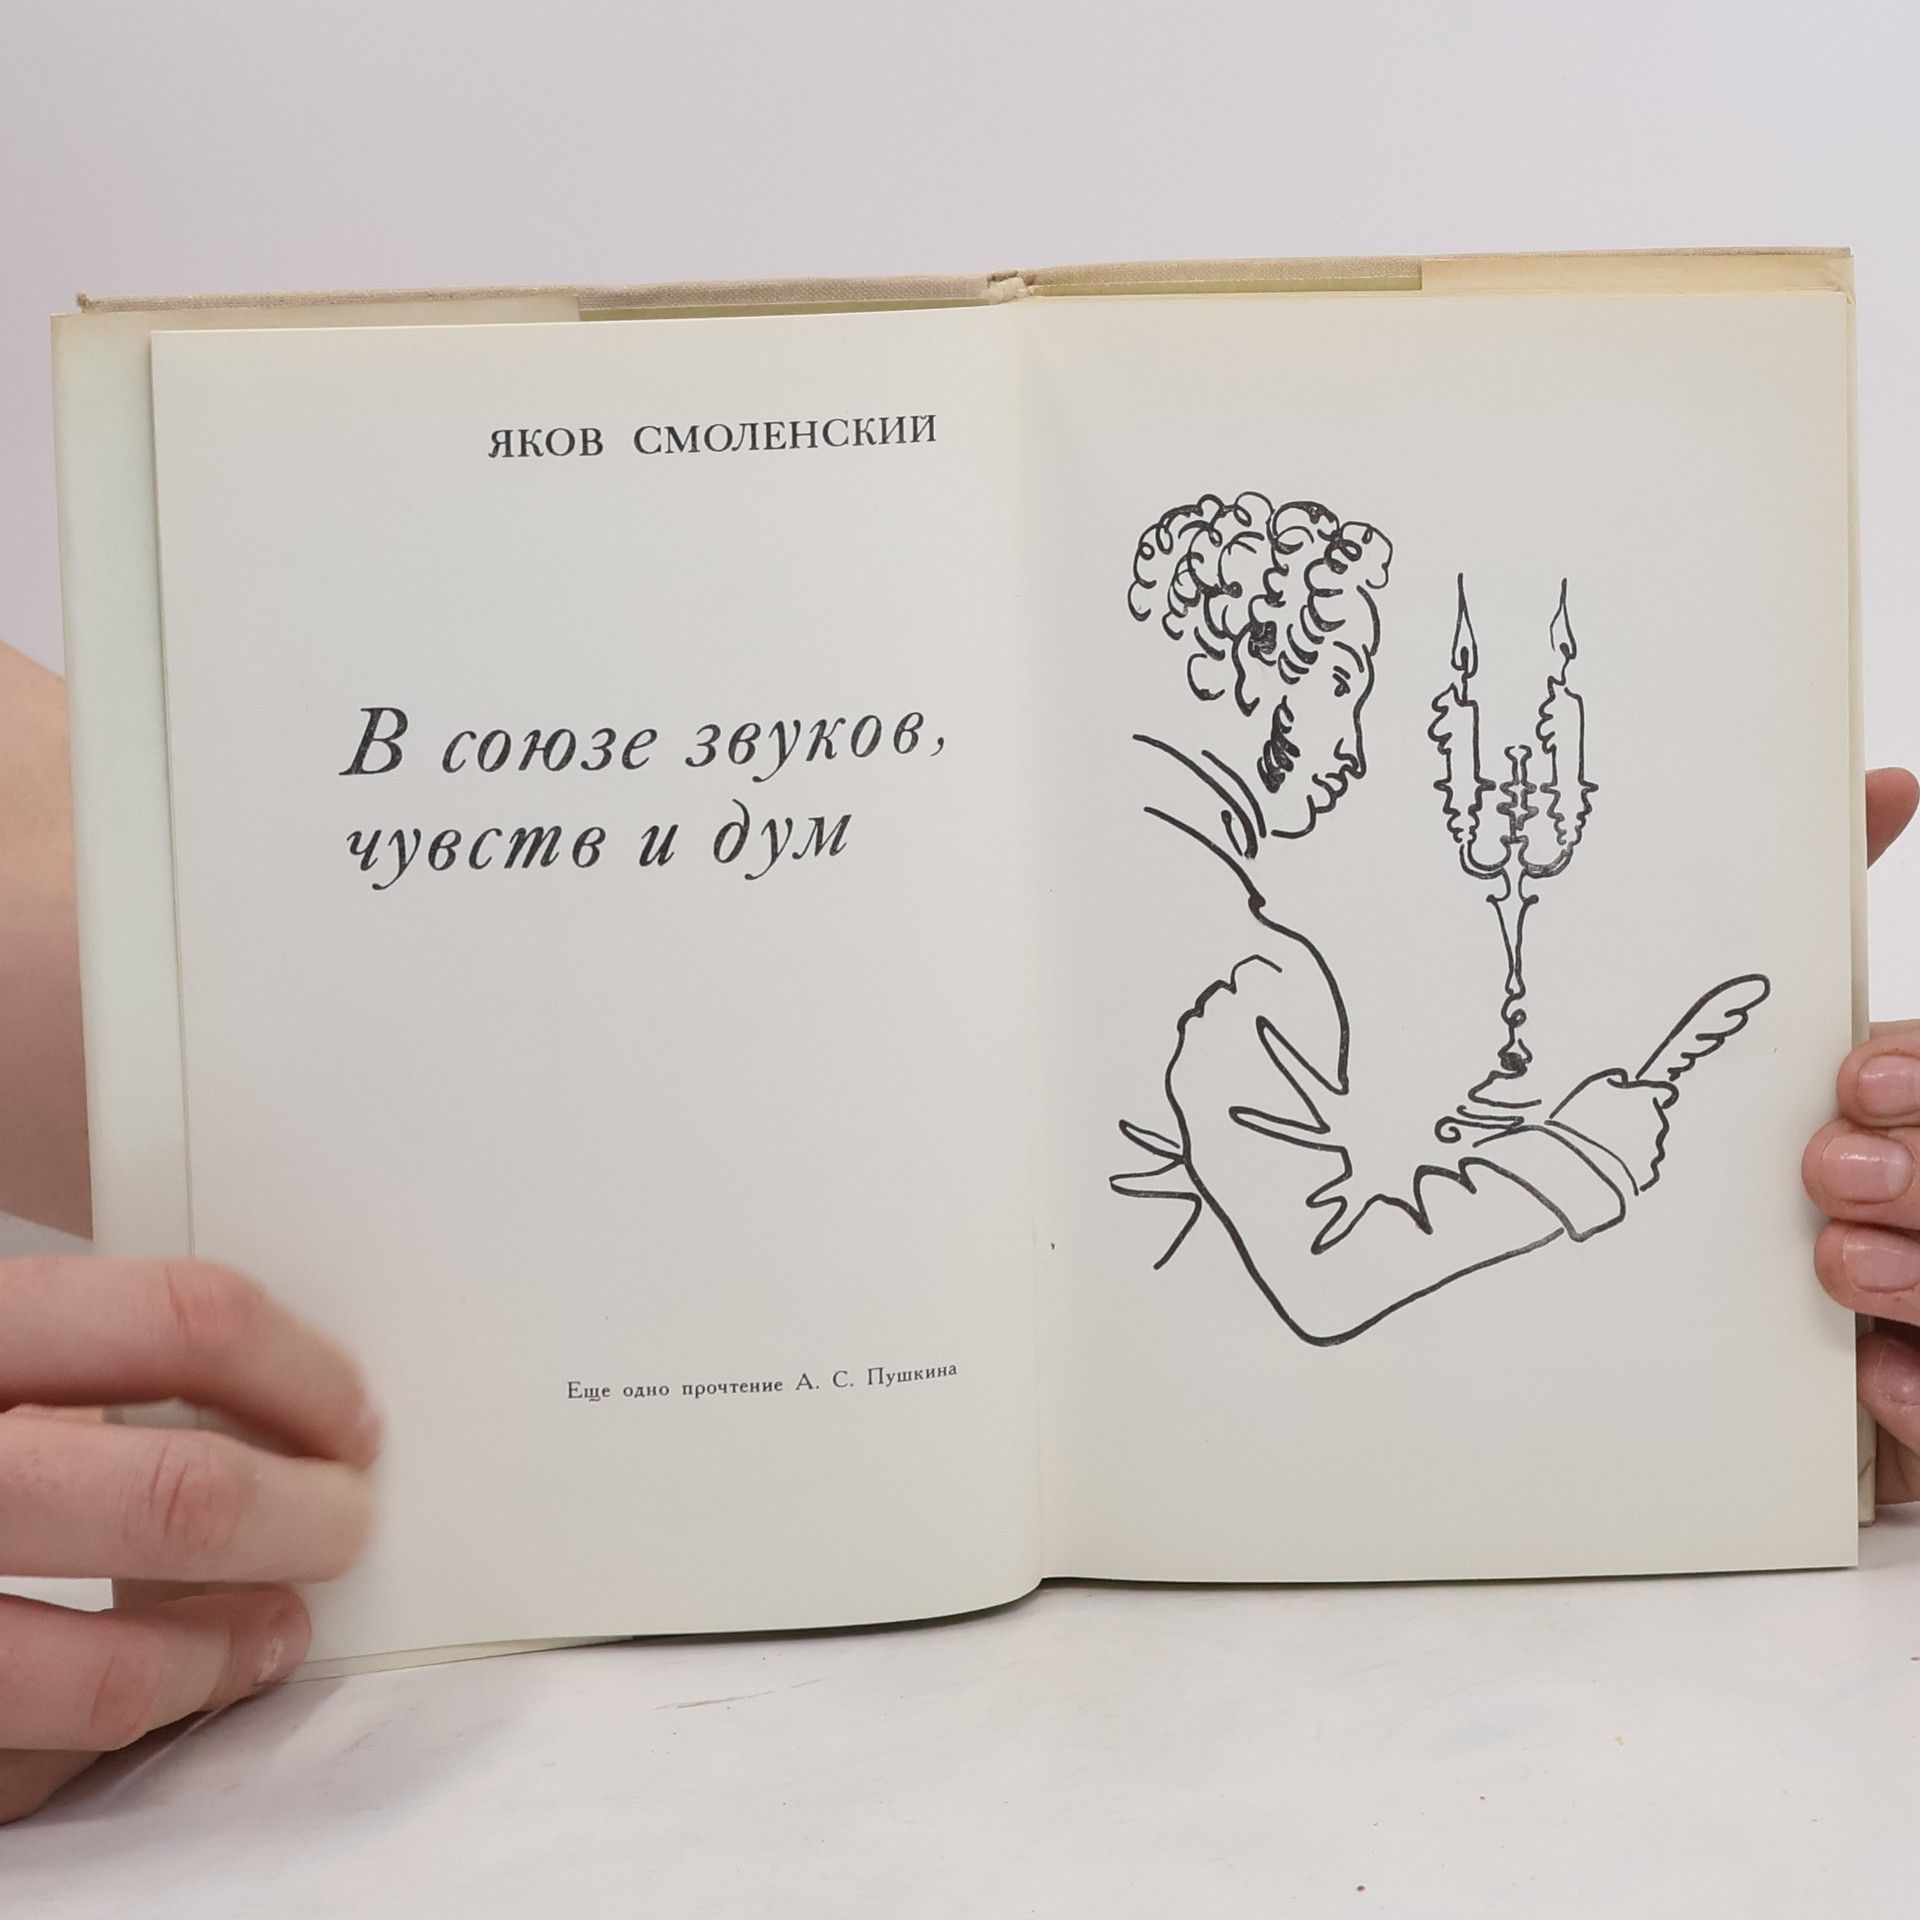 ЯКОВ СМОЛЕНСКИЙ
В союзе звуков,
чувств и дум
Еще одно прочтение А. С. Пушкина